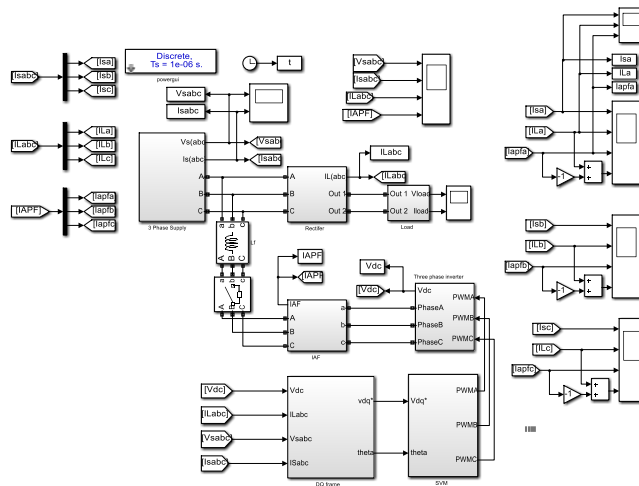 Discrete,
Ts = 1e-06 s.
powergui
t
[Isabc]
[Isa]
[Isb]
[Isc]
[ILabc]
[ILa]
[ILb]
[ILc]
[IAPF]
[Iapfa]
[Iapfb]
[Iapfc]
Vsabc
Isabc
Vs(abc
Is(abc
[Vsab
[Isabc
A
B
C
3 Phase Supply
A
B
C
IL(abc
Out 1
Out 2
Rectifier
ILabc
[ILabc
Out 1
Out 2
Vload
Iload
Load
[Vsabc]
[Isabc]
[ILabc]
[IAPF]
a b c
Lf
A B C
a b c
A B C
IAPF
[IAPF
IAF
A
B
C
a
b
c
IAF
Vdc
[Vdc]
Three phase inverter
Vdc
PhaseA
PhaseB
PhaseC
PWMA
PWMB
PWMC
[Vdc]
[ILabc]
[Vsabc]
[Isabc]
Vdc
ILabc
Vsabc
ISabc
vdq*
theta
DQ frame
Vdq*
theta
PWMA
PWMB
PWMC
SVM
Isa
ILa
Iapfa
[Isa]
[ILa]
[Iapfa]
-1
+
+
[Isb]
[ILb]
[Iapfb]
-1
+
+
[Isc]
[ILc]
[Iapfc]
-1
+
+